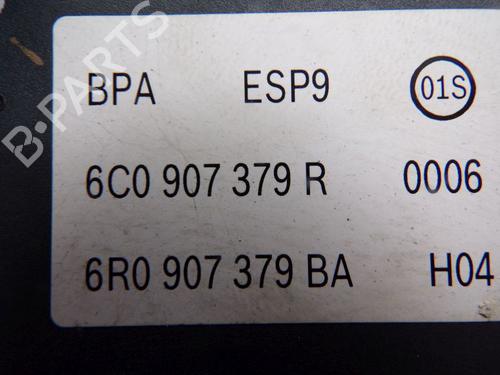 BPA ESP9 01S
6C0 907 379 R 0006
6R0 907 379 BA H04
B-PARTS